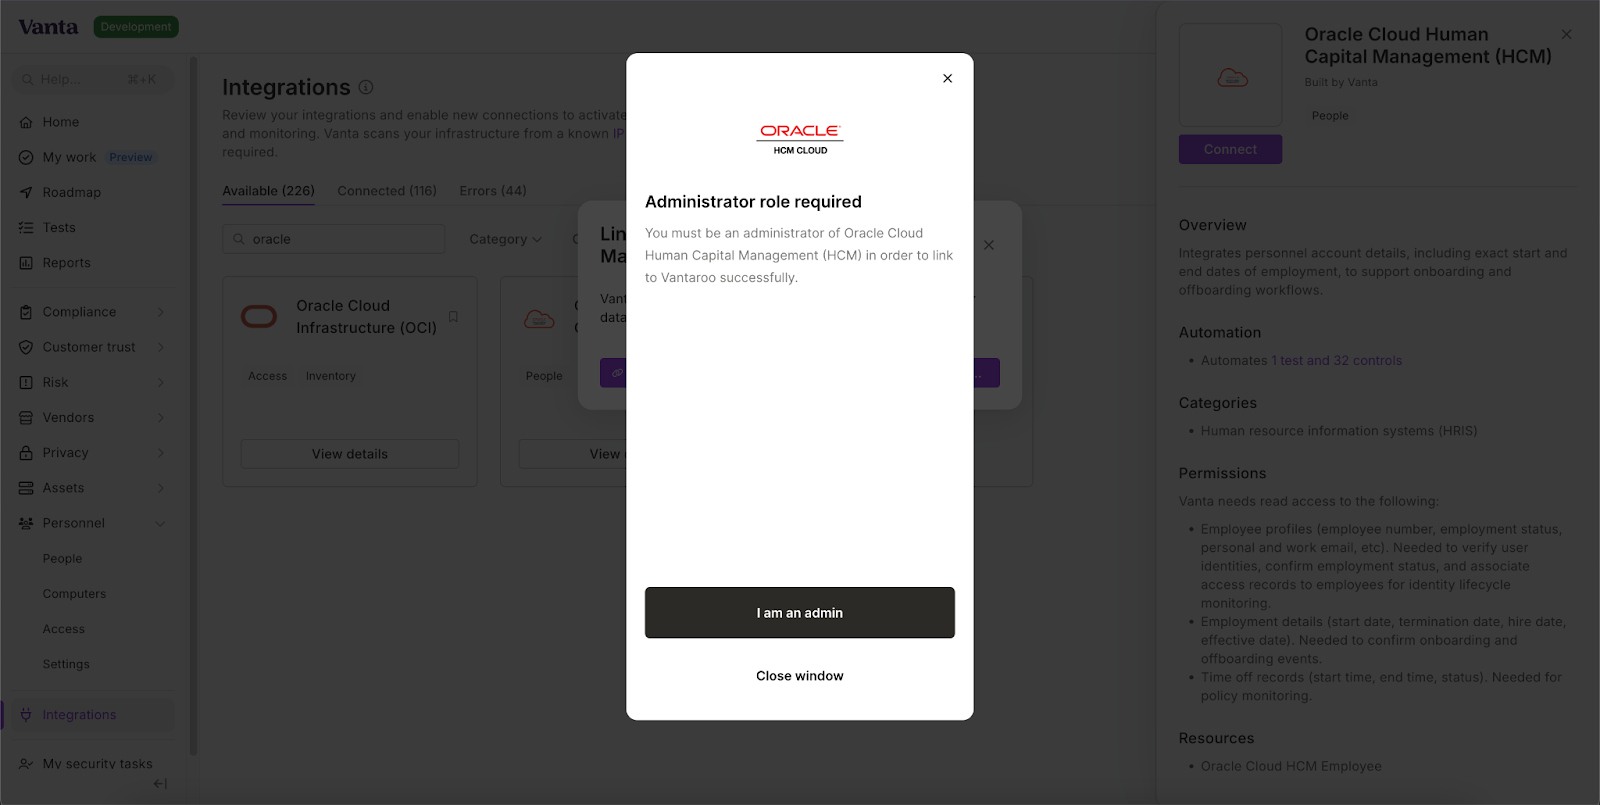 Vanta
Development
Help...
⌘+K
Home
My work
Preview
Roadmap
Tests
Reports
Compliance
Customer trust
Risk
Vendors
Privacy
Assets
Personnel
People
Computers
Access
Settings
Integrations
My security tasks
Integrations
Review your integrations and enable new connections to activate
and monitoring. Vanta scans your infrastructure from a known IP
required.
Available (226)
Connected (116)
Errors (44)
oracle
Category
Oracle Cloud
Infrastructure (OCI)
Access
Inventory
View details
People
View
Lin
Ma
Vant
data
ORACLE
HCM CLOUD
Administrator role required
You must be an administrator of Oracle Cloud
Human Capital Management (HCM) in order to link
to Vantaroo successfully.
I am an admin
Close window
Oracle Cloud Human
Capital Management (HCM)
Built by Vanta
People
Connect
Overview
Integrates personnel account details, including exact start and
end dates of employment, to support onboarding and
offboarding workflows.
Automation
• Automates 1 test and 32 controls
Categories
• Human resource information systems (HRIS)
Permissions
Vanta needs read access to the following:
• Employee profiles (employee number, employment status,
personal and work email, etc). Needed to verify user
identities, confirm employment status, and associate
access records to employees for identity lifecycle
monitoring.
• Employment details (start date, termination date, hire date,
effective date). Needed to confirm onboarding and
offboarding events.
• Time off records (start time, end time, status). Needed for
policy monitoring.
Resources
• Oracle Cloud HCM Employee